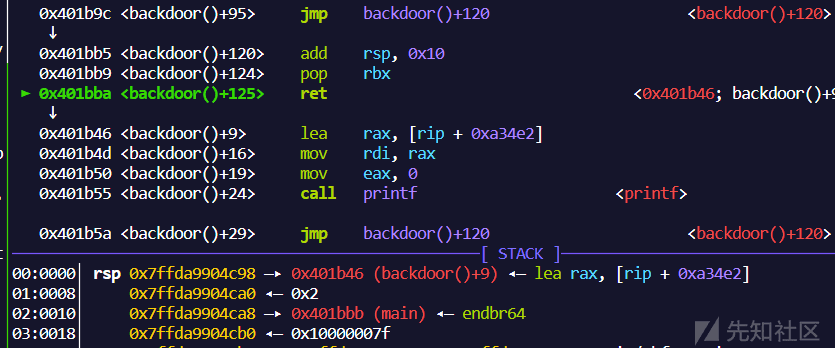 0x401b9c <backdoor()+95> jmp backdoor()+120 <backdoor()+120>
↓
0x401bb5 <backdoor()+120> add rsp, 0x10
0x401bb9 <backdoor()+124> pop rbx
► 0x401bba <backdoor()+125> ret <0x401b46; backdoor()+9
↓
0x401b46 <backdoor()+9> lea rax, [rip + 0xa34e2]
0x401b4d <backdoor()+16> mov rdi, rax
0x401b50 <backdoor()+19> mov eax, 0
0x401b55 <backdoor()+24> call printf <printf>
0x401b5a <backdoor()+29> jmp backdoor()+120 <backdoor()+120>
[ STACK ]
00:0000│ rsp 0x7ffda9904c98 —▸ 0x401b46 (backdoor()+9) ◂— lea rax, [rip + 0xa34e2]
01:0008│ 0x7ffda9904ca0 ◂— 0x2
02:0010│ 0x7ffda9904ca8 —▸ 0x401bbb (main) ◂— endbr64
03:0018│ 0x7ffda9904cb0 ◂— 0x10000007f
先知社区